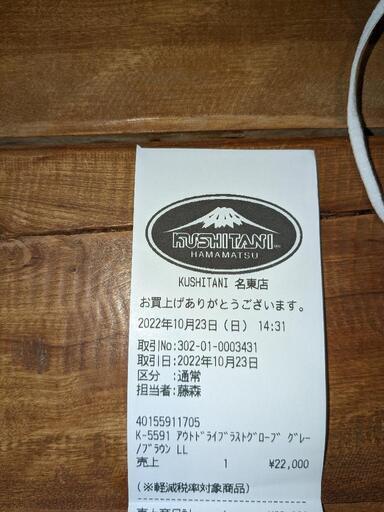 KUSHITANI
HAMAMATSU
KUSHITANI 名東店
お買上げありがとうございます。
2022年10月23日(日) 14:31
取引No:302-01-0003431
取引日:2022年10月23日
区分 :通常
担当者:藤森
40155911705
K-5591 アウトドライブラストグローブ グレー
/ブラウン LL
売上 1 ¥22,000
(※軽減税率対象商品)